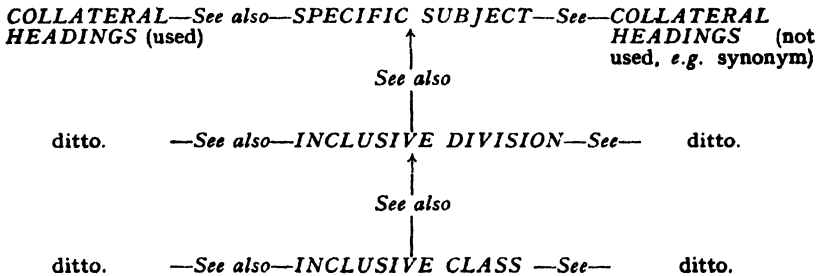 COLLATERAL—See also—SPECIFIC SUBJECT—See—COLLATERAL
HEADINGS (used) HEADINGS (not
used, e.g. synonym)
See also
ditto. —See also—INCLUSIVE DIVISION—See— ditto.
See also
ditto. —See also—INCLUSIVE CLASS —See— ditto.